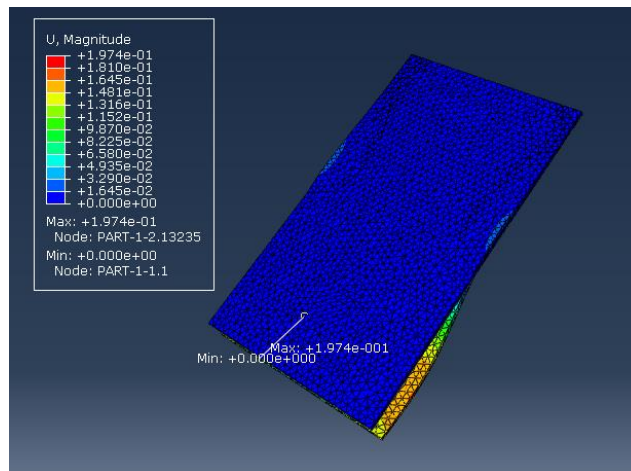 U, Magnitude
+1.974e-01
+1.810e-01
+1.645e-01
+1.481e-01
+1.316e-01
+1.152e-01
+9.870e-02
+8.225e-02
+6.580e-02
+4.935e-02
+3.290e-02
+1.645e-02
+0.000e+00
Max: +1.974e-01
Node: PART-1-2.13235
Min: +0.000e+00
Node: PART-1-1.1
Max: +1.974e-001
Min: +0.000e+000